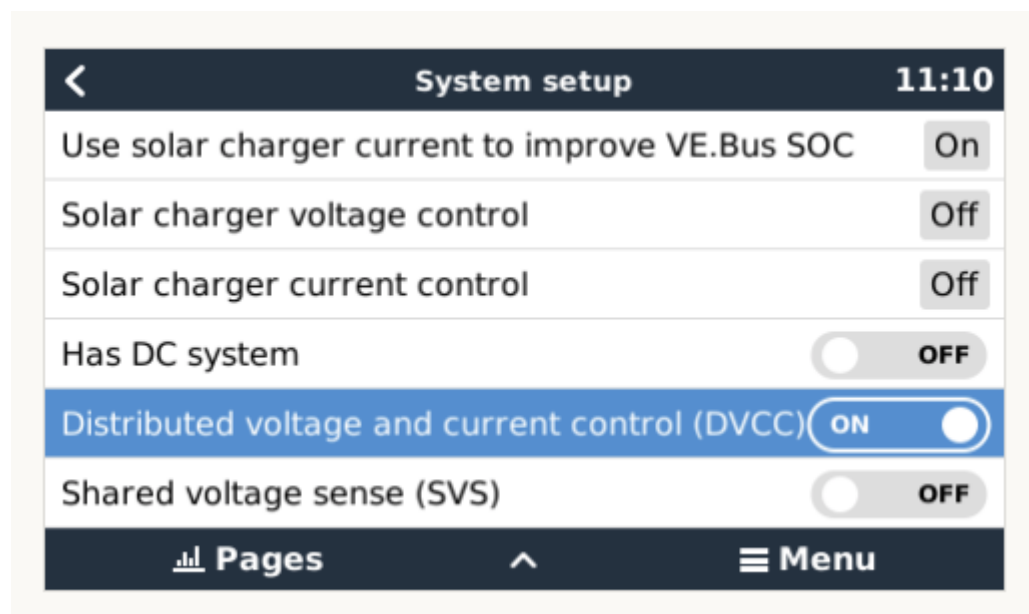 System setup 11:10
Use solar charger current to improve VE.Bus SOC On
Solar charger voltage control Off
Solar charger current control Off
Has DC system OFF
Distributed voltage and current control (DVCC) ON
Shared voltage sense (SVS) OFF
Pages Menu